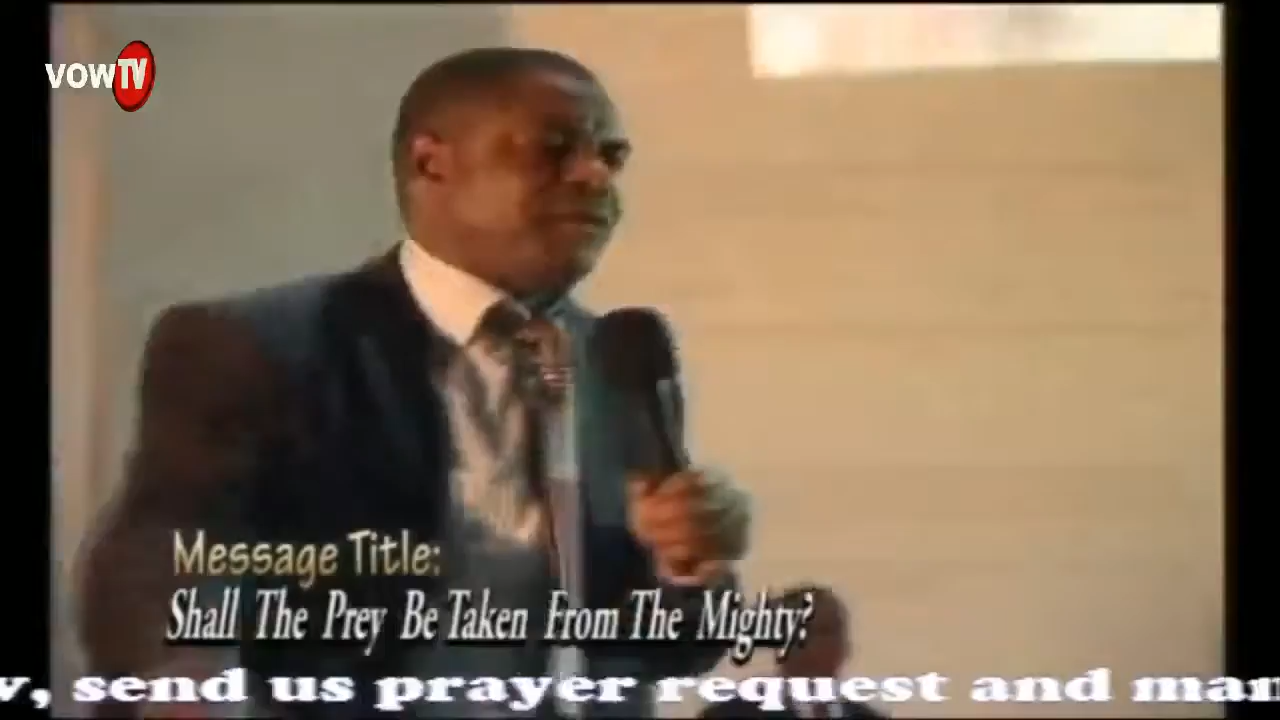 VOWTV
Message Title:
Shall The Prey Be Taken From The Mighty?
send us prayer request and